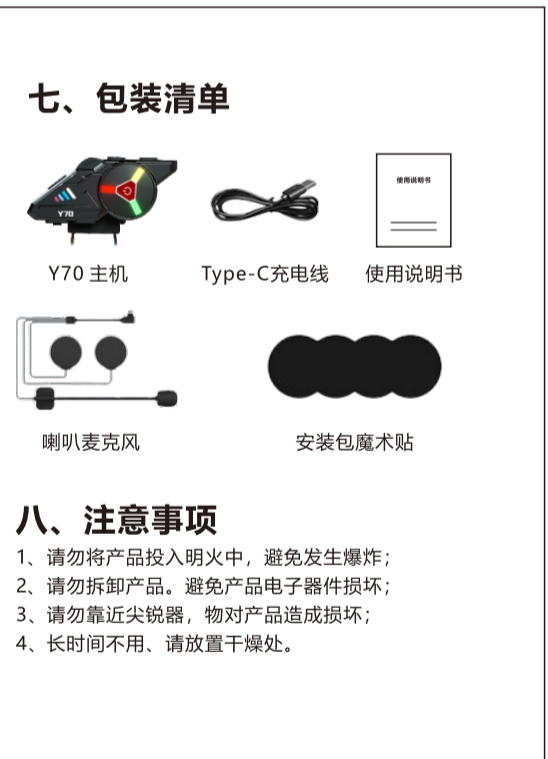 七、包装清单
Y70
使用说明书
Y70 主机
Type-C充电线
使用说明书
喇叭麦克风
安装包魔术贴
八、注意事项
1、请勿将产品投入明火中，避免发生爆炸；
2、请勿拆卸产品。避免产品电子器件损坏；
3、请勿靠近尖锐器，物对产品造成损坏；
4、长时间不用、请放置干燥处。